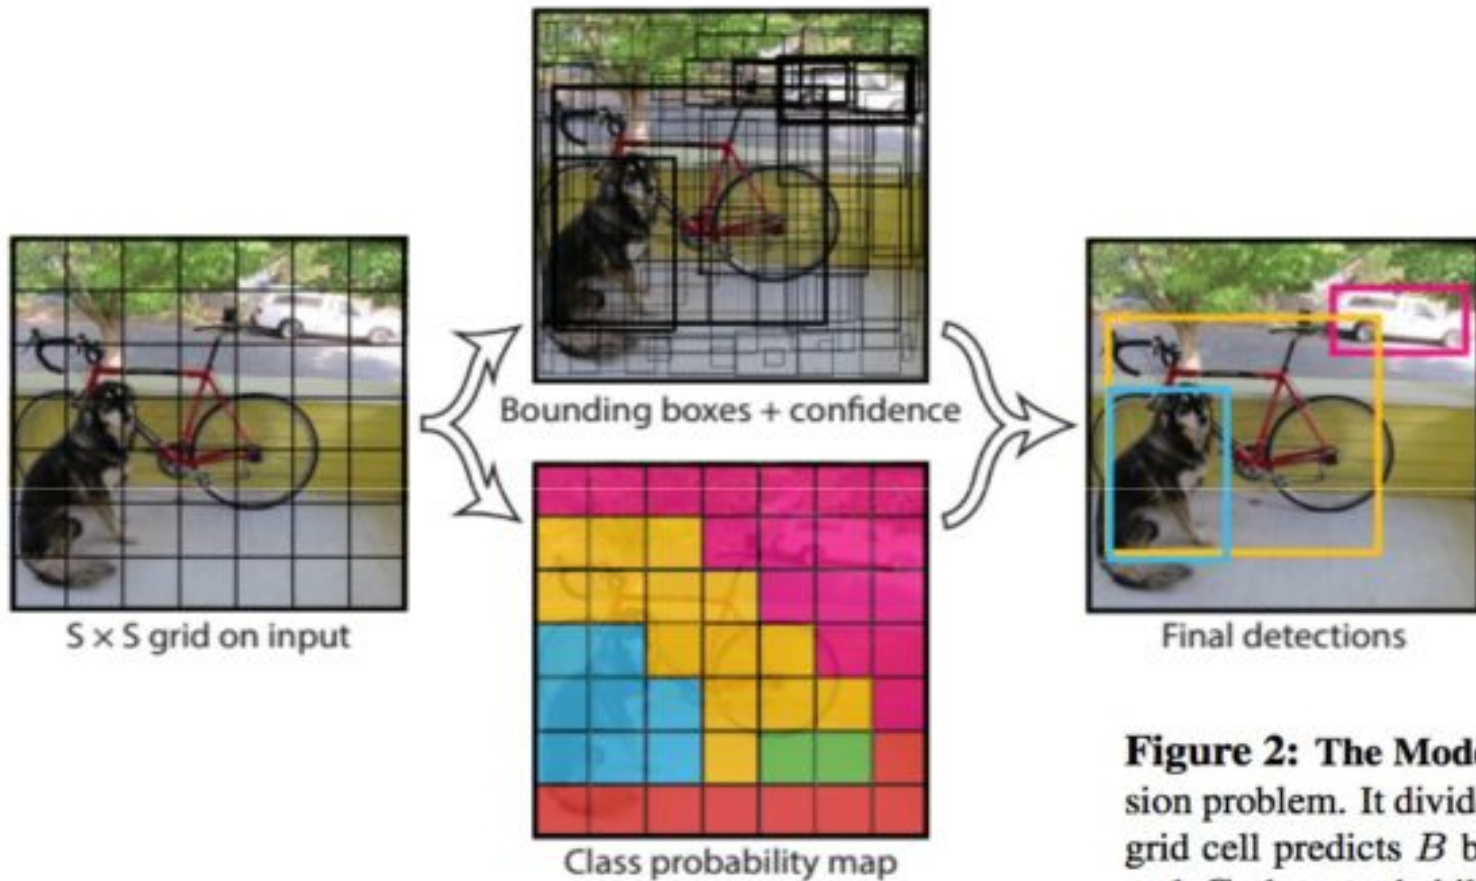 Bounding boxes + confidence
S × S grid on input
Final detections
Class probability map
Figure 2: The Mod
sion problem. It divid
grid cell predicts B b